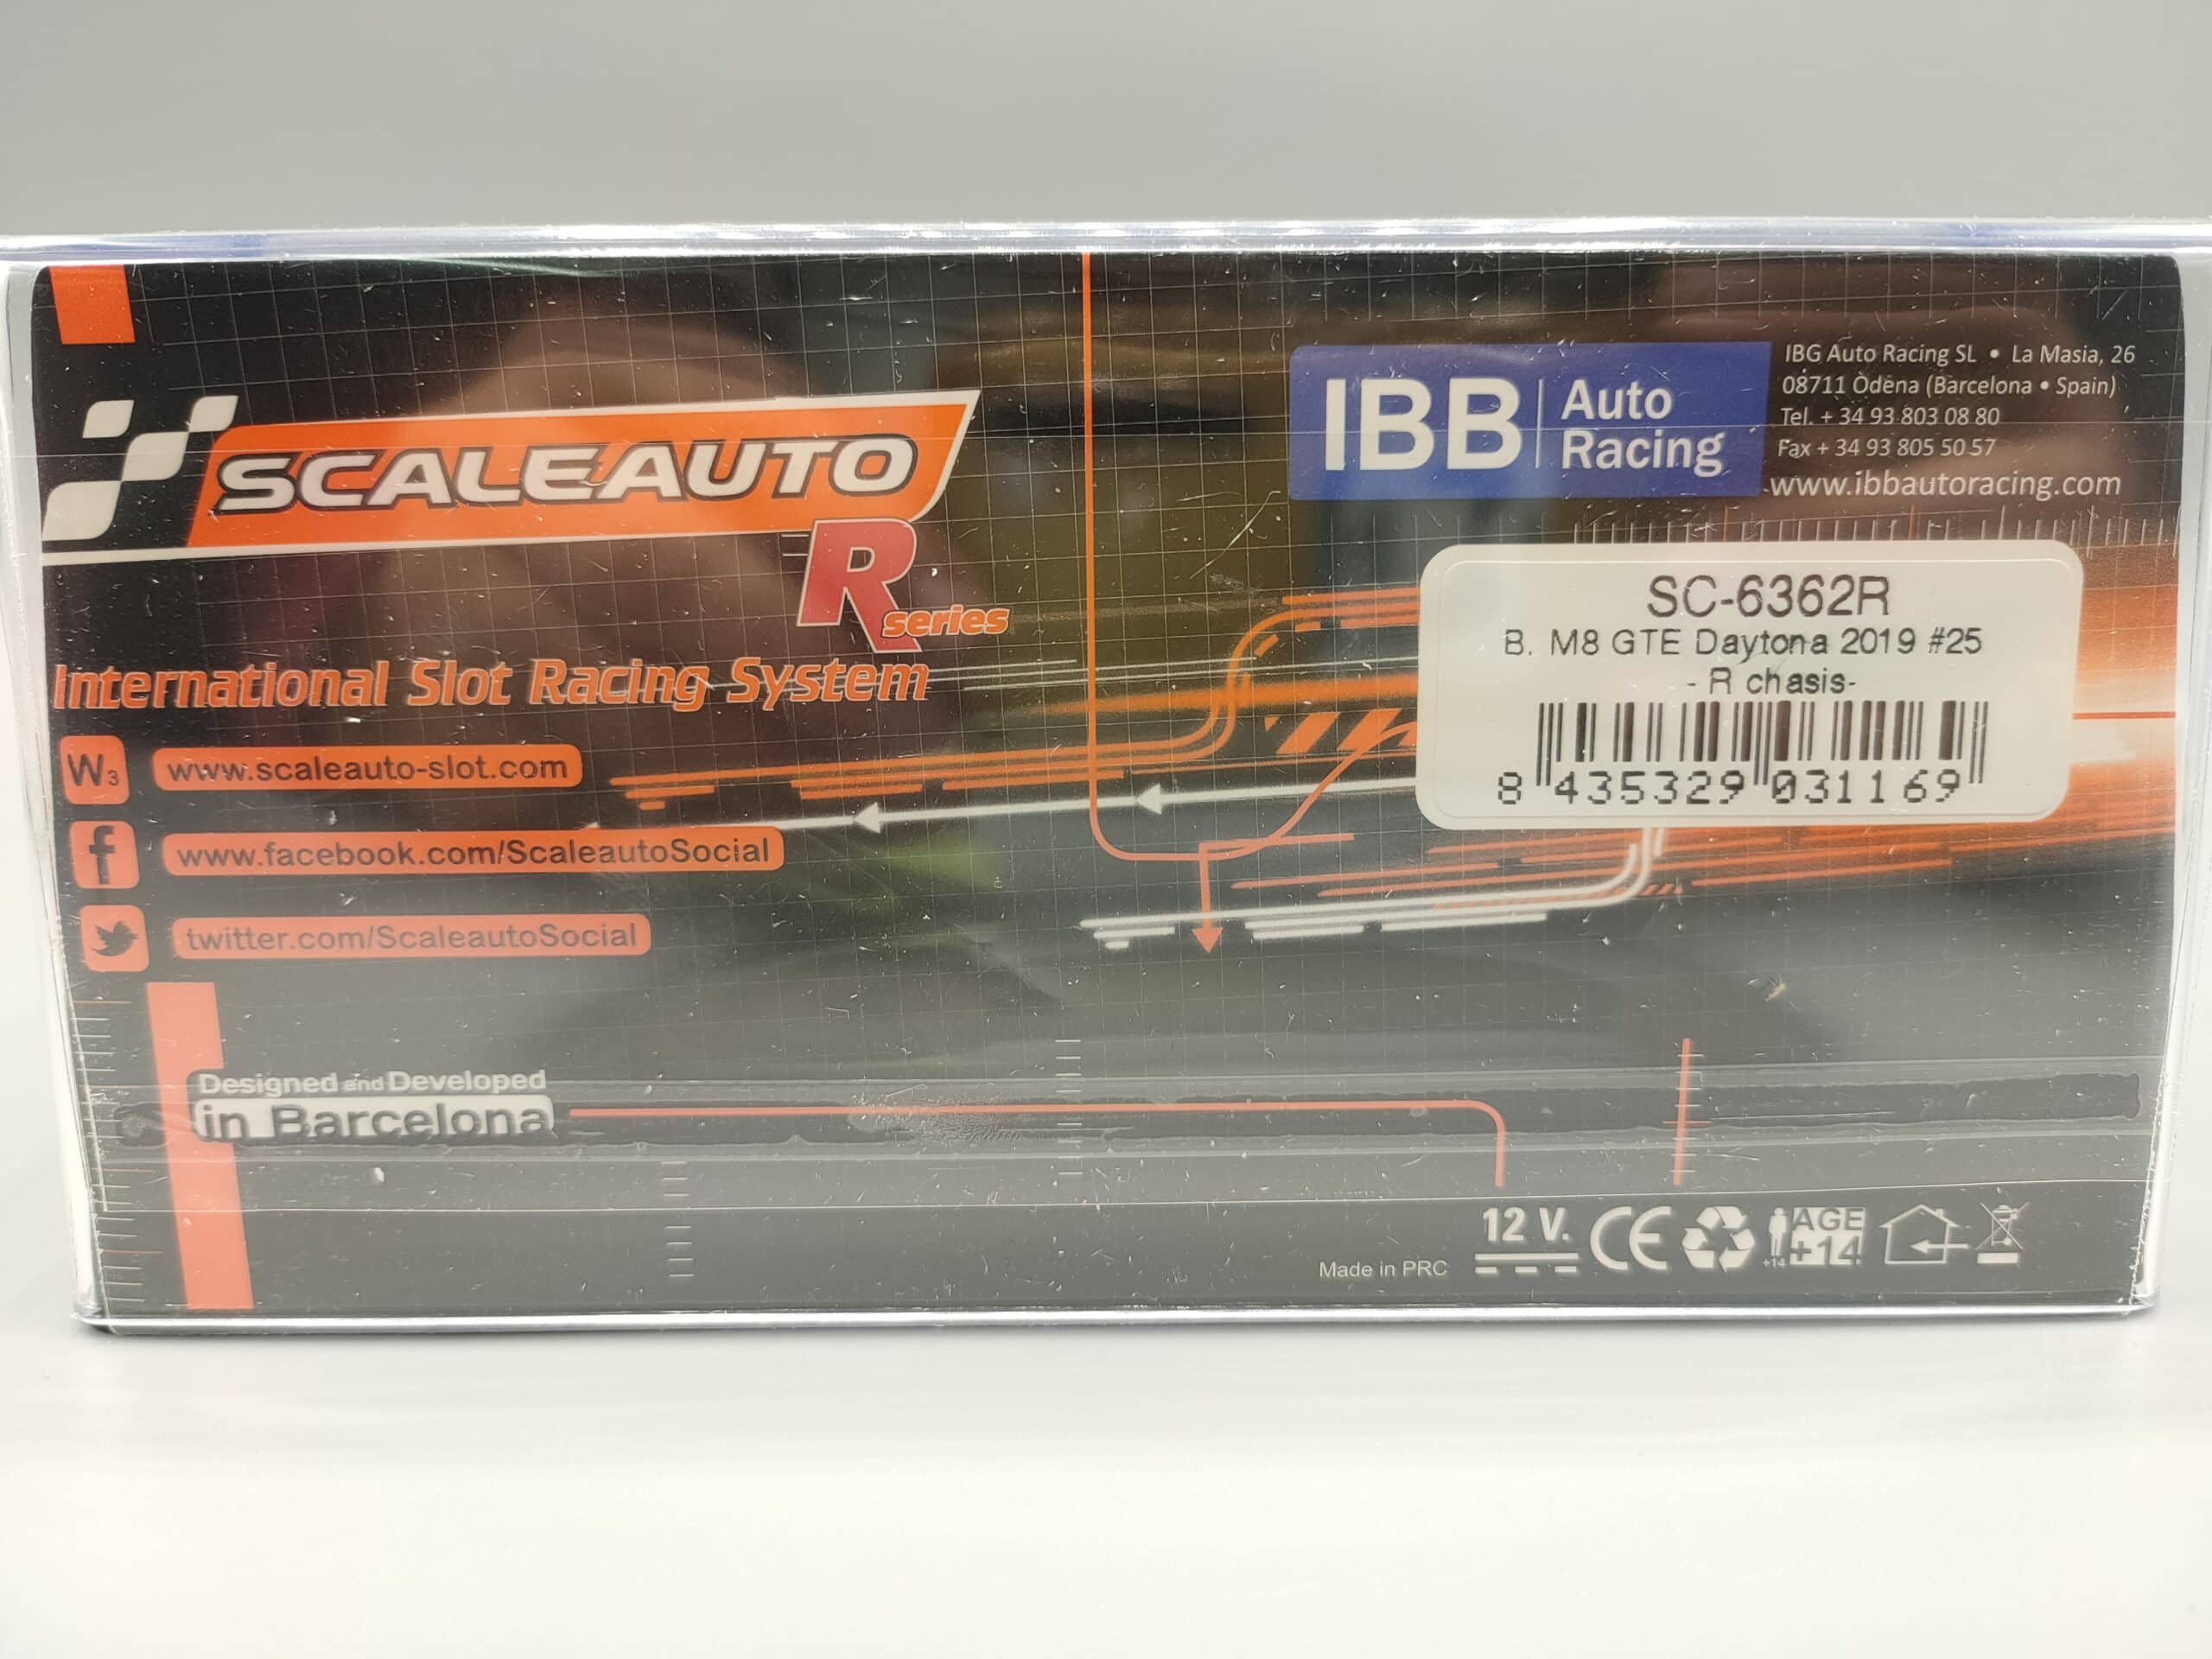 SCALEAUTO
R series
International Slot Racing System
W3 www.scaleauto-slot.com
f www.facebook.com/ScaleautoSocial
twitter.com/ScaleautoSocial
Designed and Developed
in Barcelona
IBB Auto Racing
IBG Auto Racing SL • La Masia, 26
08711 Òdena (Barcelona • Spain)
Tel. + 34 93 803 08 80
Fax + 34 93 805 50 57
www.ibbautoracing.com
SC-6362R
B. M8 GTE Daytona 2019 #25
- R chasis-
8 435329 031169
Made in PRC
12 V.
CE
+14
AGE
+14